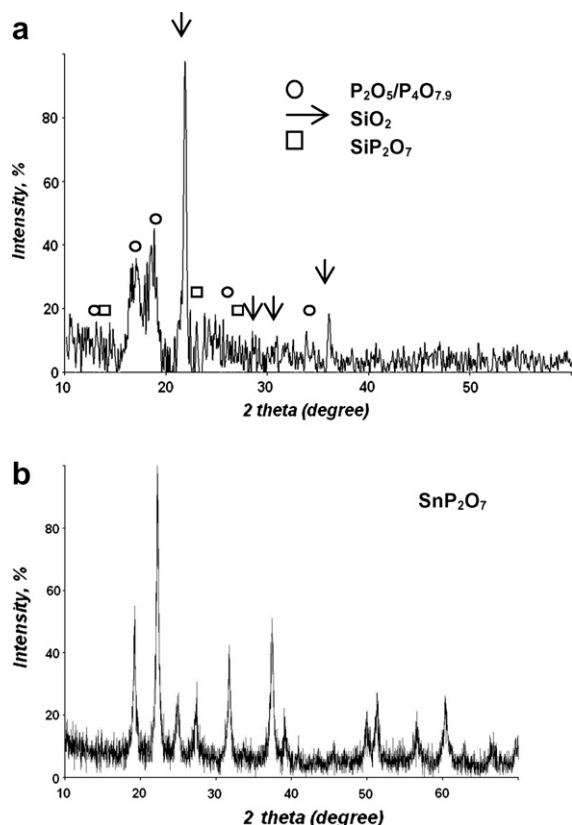 a
Intensity, %
80
60
40
20
0
P₂O₅/P₄O₇.₉
SiO₂
SiP₂O₇
10 20 30 40 50
2 theta (degree)
b
Intensity, %
80
60
40
20
0
SnP₂O₇
10 20 30 40 50 60
2 theta (degree)